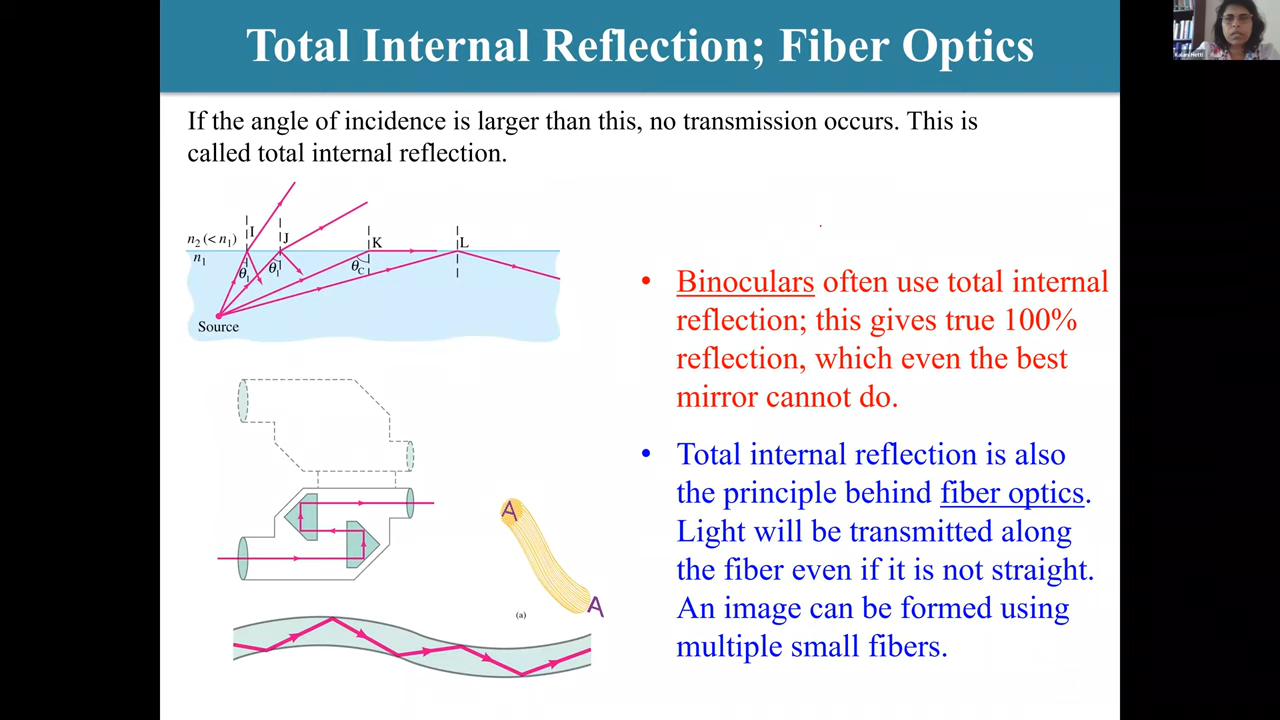 Total Internal Reflection; Fiber Optics
If the angle of incidence is larger than this, no transmission occurs. This is
called total internal reflection.
I
J
K
L
n₂ (< n₁)
n₁
θ₁
θ₁
θC
Source
• Binoculars often use total internal
reflection; this gives true 100%
reflection, which even the best
mirror cannot do.
• Total internal reflection is also
the principle behind fiber optics.
Light will be transmitted along
the fiber even if it is not straight.
An image can be formed using
multiple small fibers.
A
A
(a)